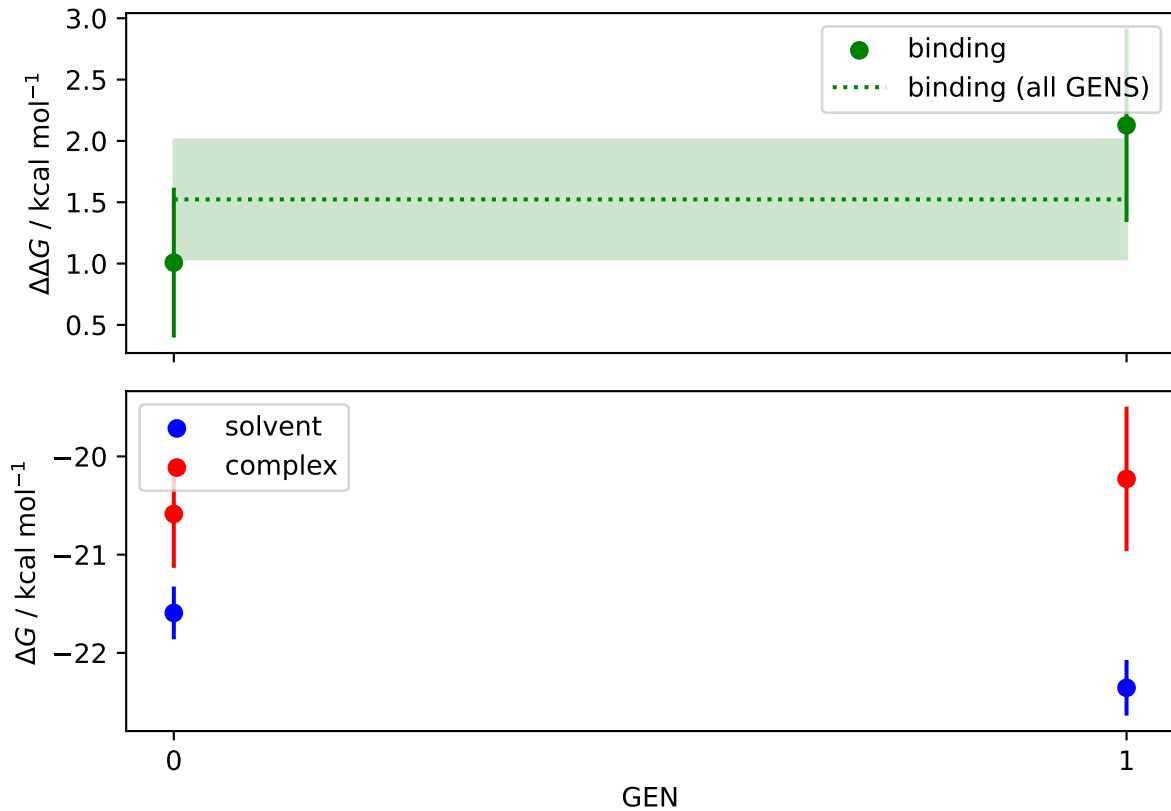 3.0
2.5
2.0
1.5
1.0
0.5
ΔΔG / kcal mol⁻¹
binding
binding (all GENS)
−20
−21
−22
ΔG / kcal mol⁻¹
solvent
complex
0
1
GEN